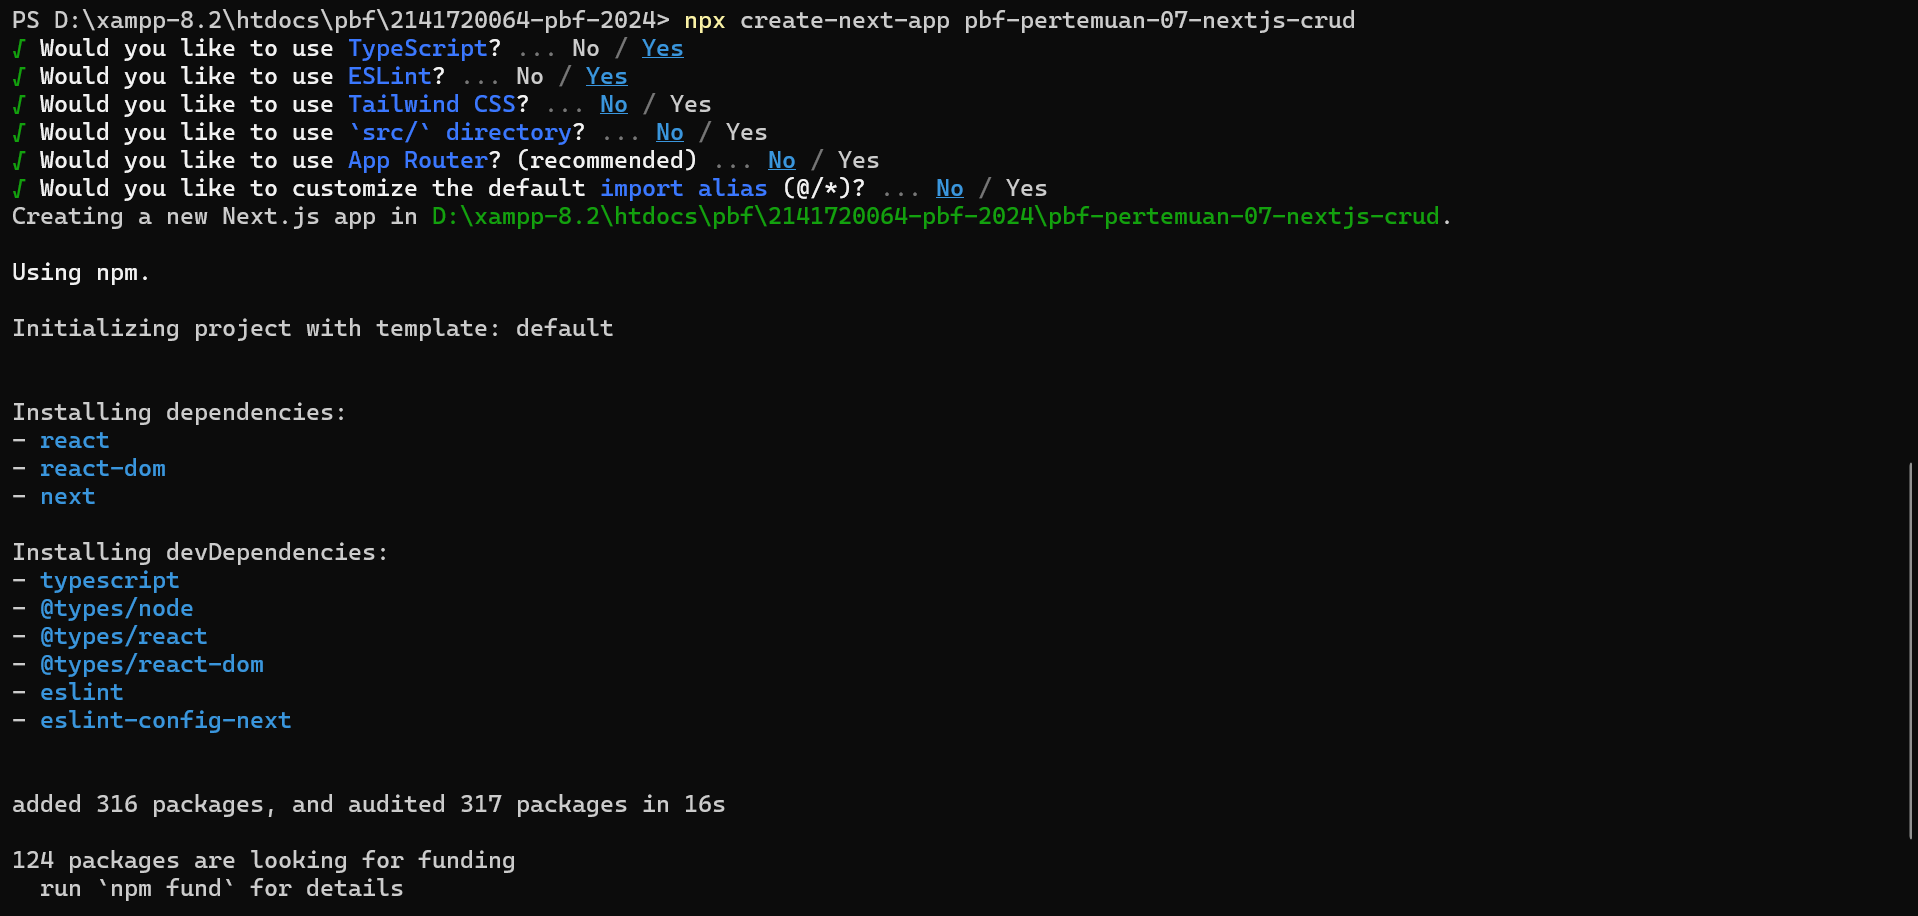 PS D:\xampp-8.2\htdocs\pbf\2141720064-pbf-2024> npx create-next-app pbf-pertemuan-07-nextjs-crud
√ Would you like to use TypeScript? ... No / Yes
√ Would you like to use ESLint? ... No / Yes
√ Would you like to use Tailwind CSS? ... No / Yes
√ Would you like to use `src/` directory? ... No / Yes
√ Would you like to use App Router? (recommended) ... No / Yes
√ Would you like to customize the default import alias (@/*)? ... No / Yes
Creating a new Next.js app in D:\xampp-8.2\htdocs\pbf\2141720064-pbf-2024\pbf-pertemuan-07-nextjs-crud.
Using npm.
Initializing project with template: default
Installing dependencies:
- react
- react-dom
- next
Installing devDependencies:
- typescript
- @types/node
- @types/react
- @types/react-dom
- eslint
- eslint-config-next
added 316 packages, and audited 317 packages in 16s
124 packages are looking for funding
  run `npm fund` for details